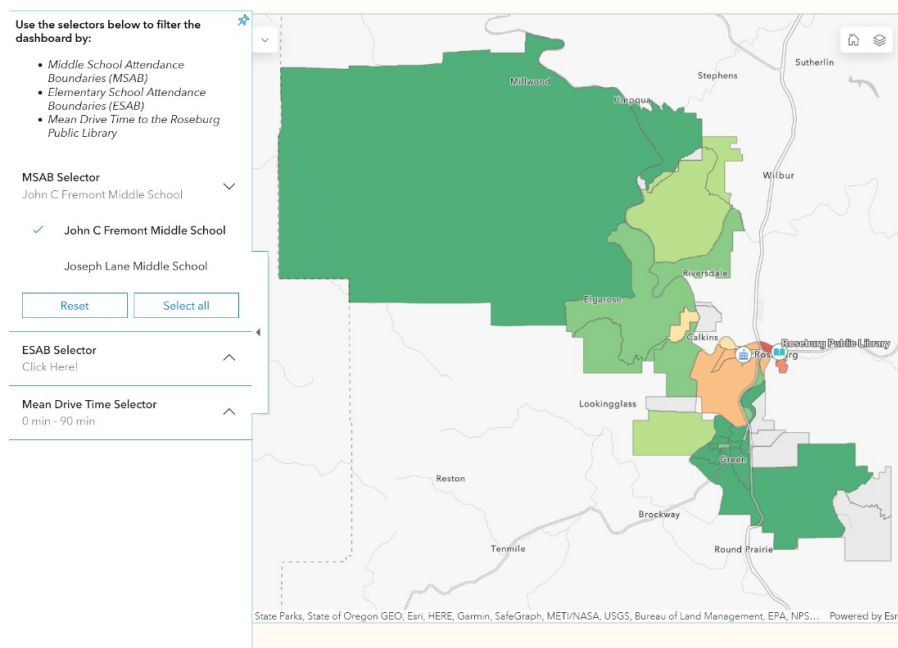 Use the selectors below to filter the
dashboard by:
• Middle School Attendance
Boundaries (MSAB)
• Elementary School Attendance
Boundaries (ESAB)
• Mean Drive Time to the Roseburg
Public Library
MSAB Selector
John C Fremont Middle School
John C Fremont Middle School
Joseph Lane Middle School
Reset Select all
ESAB Selector
Click Here!
Mean Drive Time Selector
0 min - 90 min
Sutherlin
Stephens
Millwood
Umpqua
Wilbur
Riversdale
Elgarose
Calkins
Roseburg Public Library
Lookingglass
Green
Reston
Brockway
Tenmile
Round Prairie
State Parks, State of Oregon GEO, Esri, HERE, Garmin, SafeGraph, METI/NASA, USGS, Bureau of Land Management, EPA, NPS... Powered by Esr